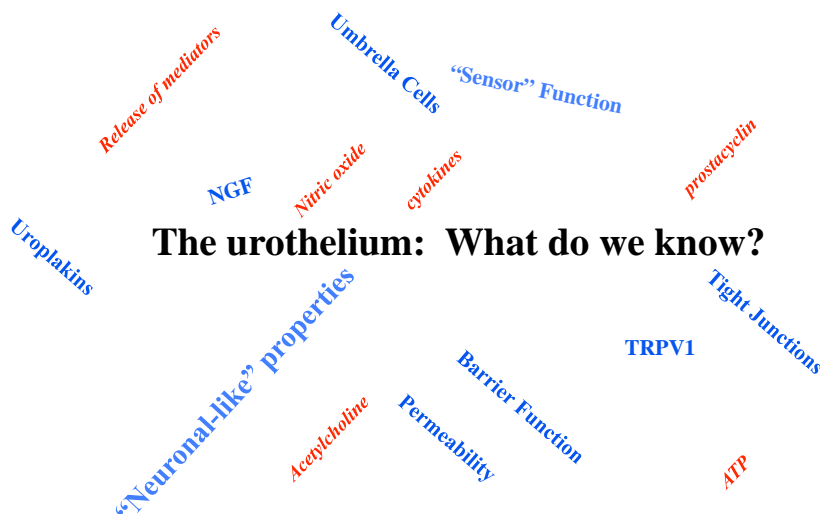 Release of mediators
Umbrella Cells
“Sensor” Function
NGF
Nitric oxide
cytokines
prostacyclin
Uroplakins
The urothelium: What do we know?
“Neuronal-like” properties
Tight Junctions
TRPV1
Acetylcholine
Permeability
Barrier Function
ATP